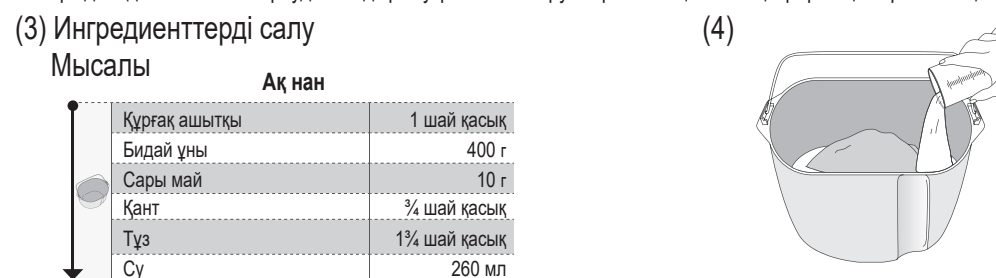 (3) Ингредиенттерді салу
Мысалы
Ақ нан
Құрғақ ашытқы 1 шай қасық
Бидай ұны 400 г
Сары май 10 г
Қант ¾ шай қасық
Тұз 1¾ шай қасық
Су 260 мл
(4)